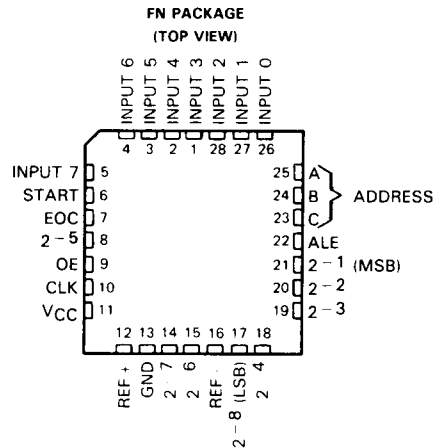 FN PACKAGE
(TOP VIEW)
INPUT 6
INPUT 5
INPUT 4
INPUT 3
INPUT 2
INPUT 1
INPUT 0
4 3 2 1 28 27 26
INPUT 7 5
START 6
EOC 7
2-5 8
OE 9
CLK 10
VCC 11
25 A
24 B
23 C
ADDRESS
22 ALE
21 2-1 (MSB)
20 2-2
19 2-3
12 13 14 15 16 17 18
REF +
GND
2-7
2-6
REF -
2-8 (LSB)
2-4